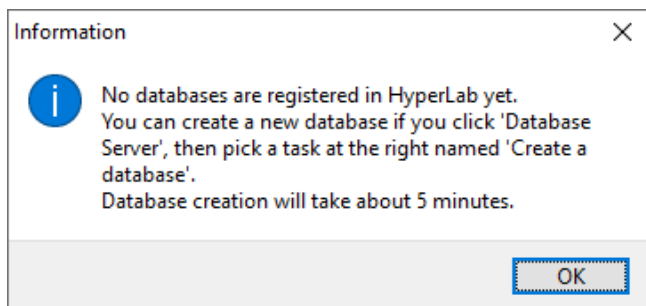 Information
No databases are registered in HyperLab yet.
You can create a new database if you click 'Database
Server', then pick a task at the right named 'Create a
database'.
Database creation will take about 5 minutes.
OK